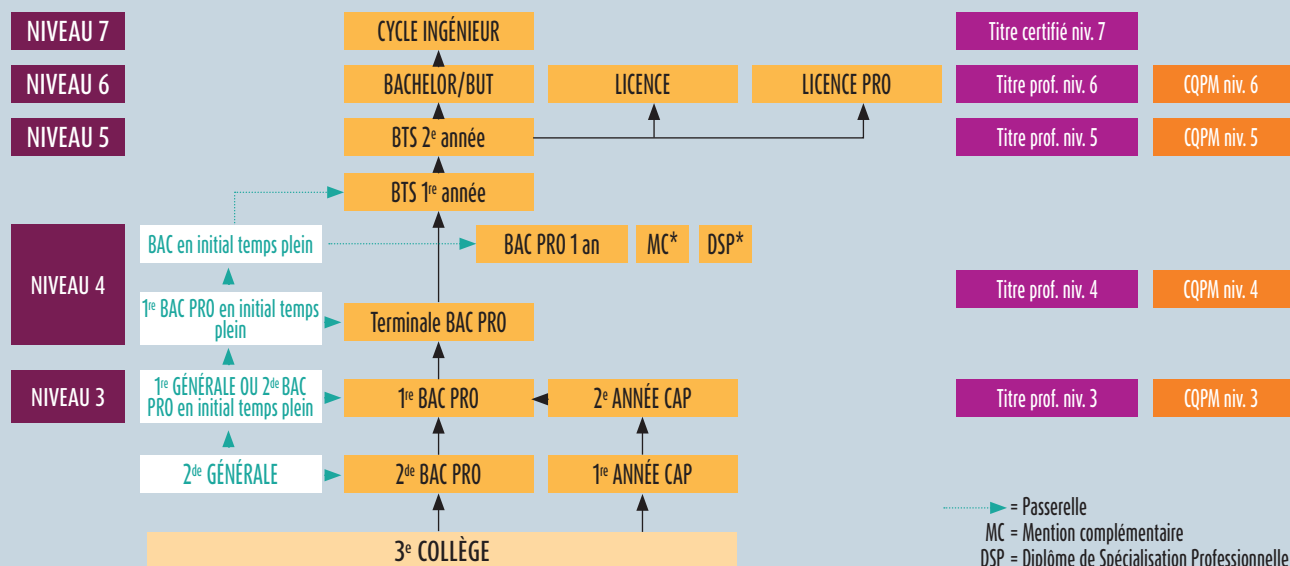 NIVEAU 7
CYCLE INGÉNIEUR
Titre certifié niv. 7
NIVEAU 6
BACHELOR/BUT
LICENCE
LICENCE PRO
Titre prof. niv. 6
CQPM niv. 6
NIVEAU 5
BTS 2e année
Titre prof. niv. 5
CQPM niv. 5
BTS 1re année
NIVEAU 4
BAC en initial temps plein
BAC PRO 1 an
MC*
DSP*
1re BAC PRO en initial temps
plein
Terminale BAC PRO
Titre prof. niv. 4
CQPM niv. 4
NIVEAU 3
1re GÉNÉRALE OU 2de BAC
PRO en initial temps plein
1re BAC PRO
2e ANNÉE CAP
Titre prof. niv. 3
CQPM niv. 3
2de GÉNÉRALE
2de BAC PRO
1re ANNÉE CAP
3e COLLÈGE
= Passerelle
MC = Mention complémentaire
DSP = Diplôme de Spécialisation Professionnelle